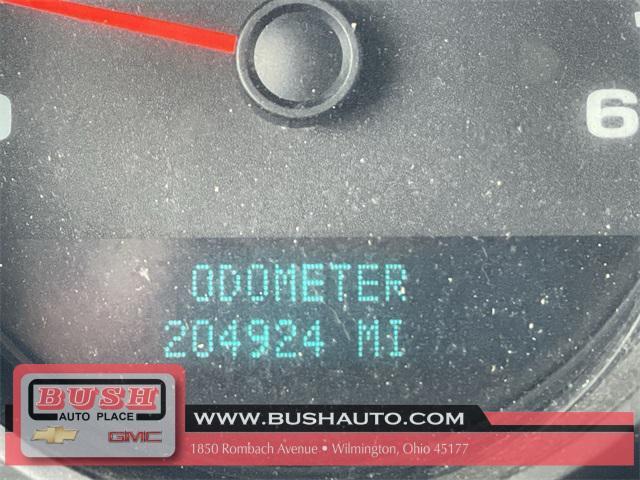 6
ODOMETER
204924 MI
BUSH
AUTO PLACE
GMC
WWW.BUSHAUTO.COM
1850 Rombach Avenue • Wilmington, Ohio 45177